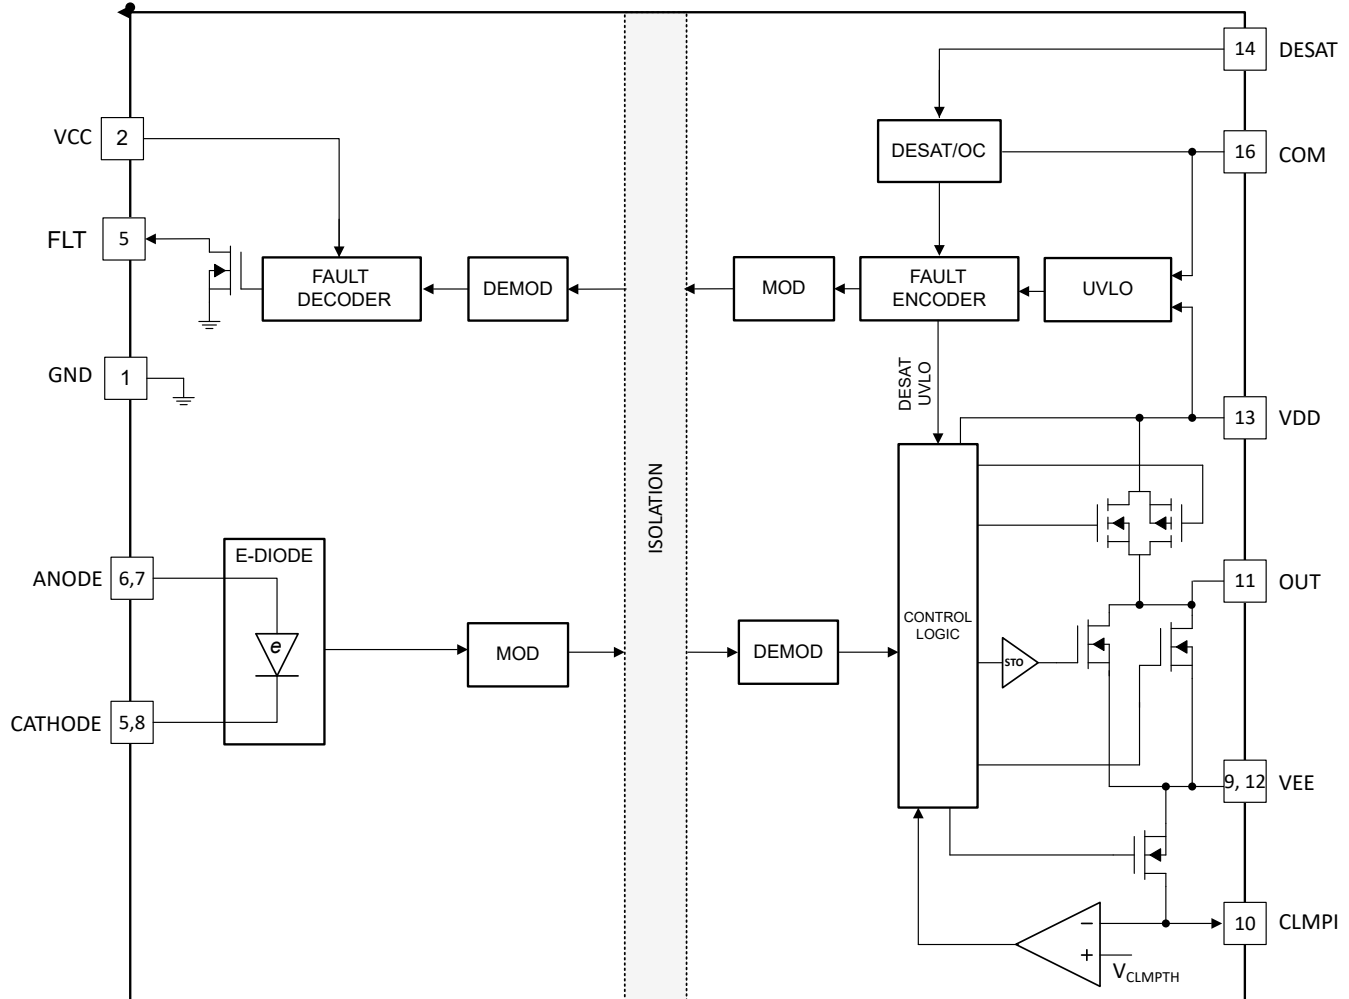 14 DESAT
VCC 2
DESAT/OC
16 COM
FLT 5
FAULT
DECODER
DEMOD
MOD
FAULT
ENCODER
UVLO
GND 1
DESAT
UVLO
13 VDD
ISOLATION
E-DIODE
ANODE 6,7
11 OUT
e
MOD
DEMOD
CONTROL
LOGIC
STO
CATHODE 5,8
9, 12 VEE
10 CLMPI
−
+
VCLMPTH